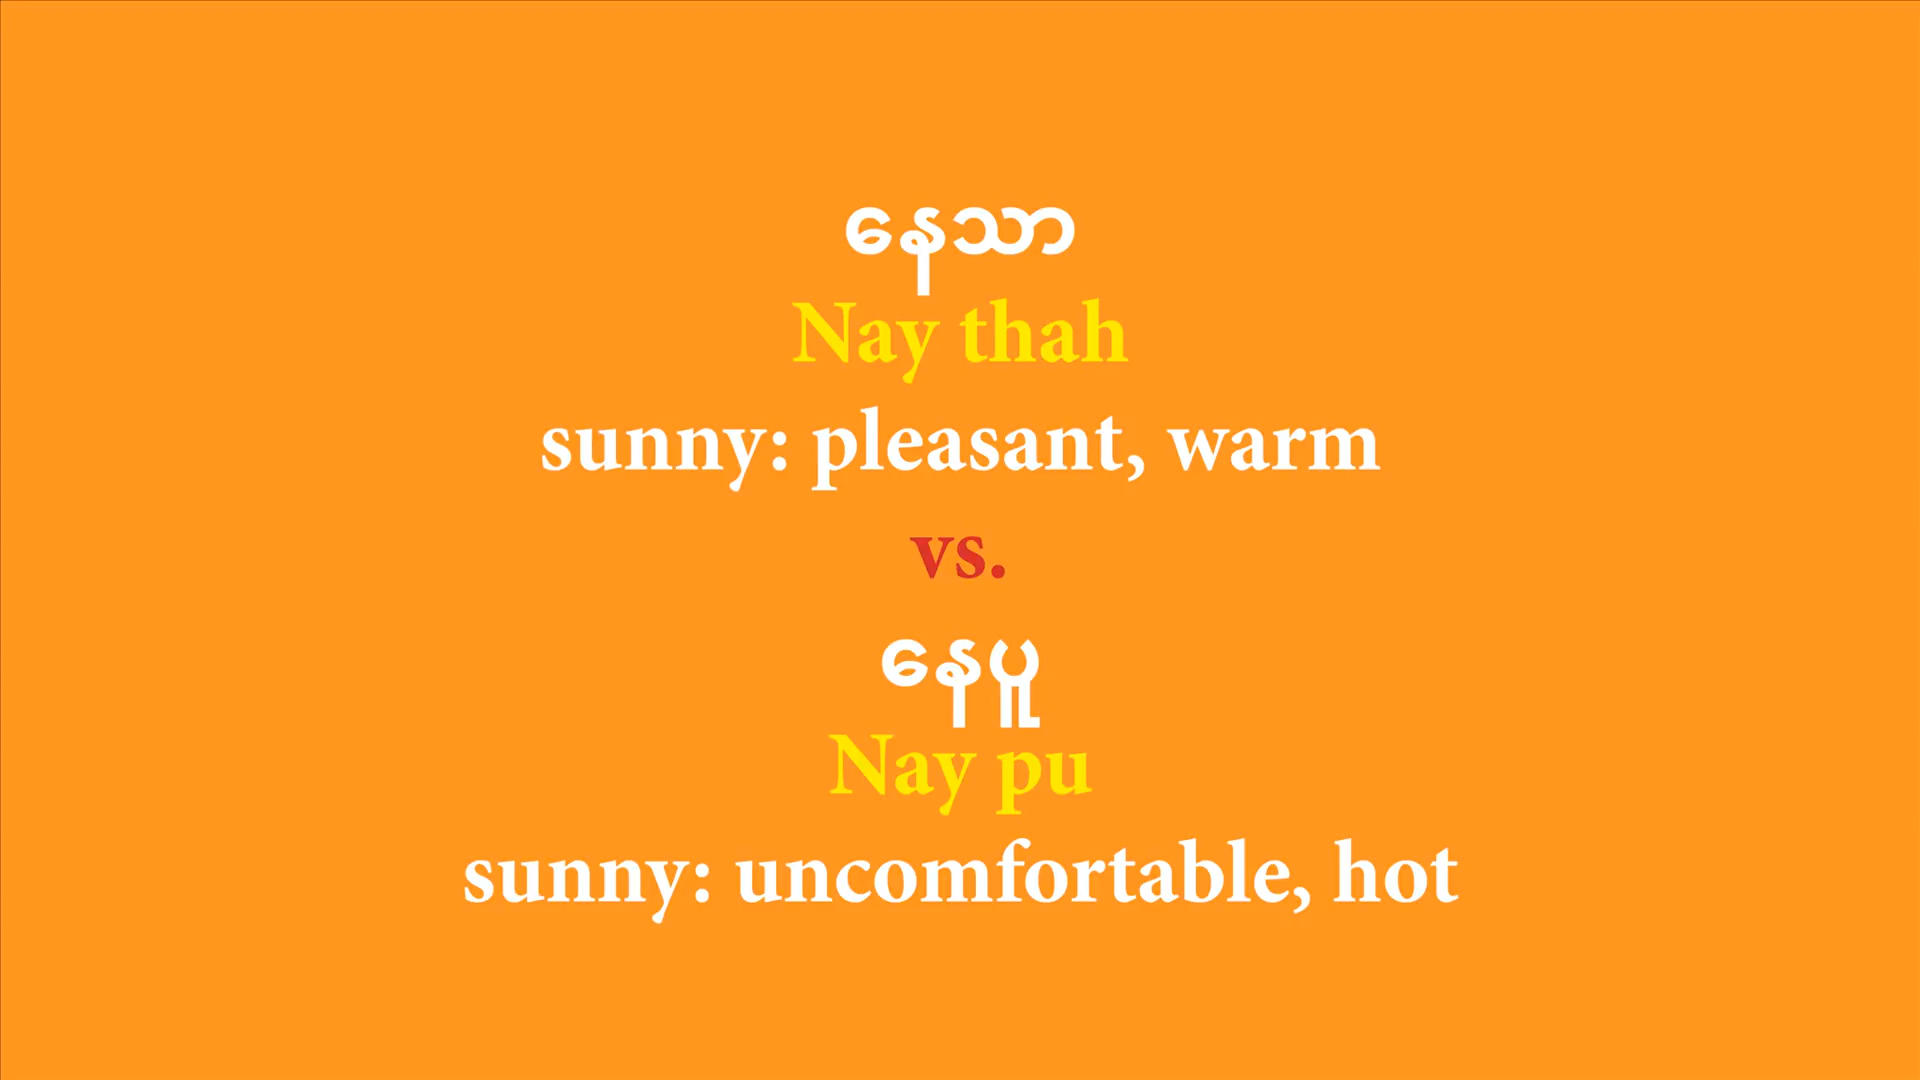 နေသာ
Nay thah
sunny: pleasant, warm
vs.
နေပူ
Nay pu
sunny: uncomfortable, hot